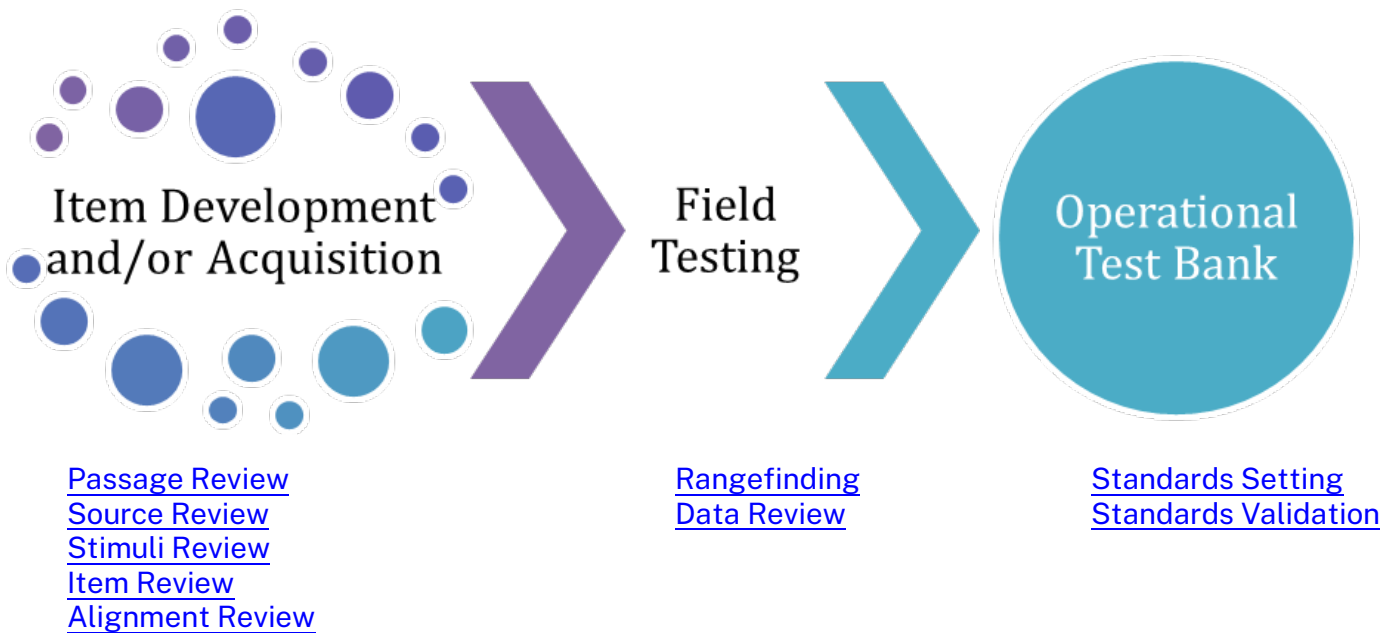 Item Development
and/or Acquisition
Field
Testing
Operational
Test Bank
Passage Review
Source Review
Stimuli Review
Item Review
Alignment Review
Rangefinding
Data Review
Standards Setting
Standards Validation